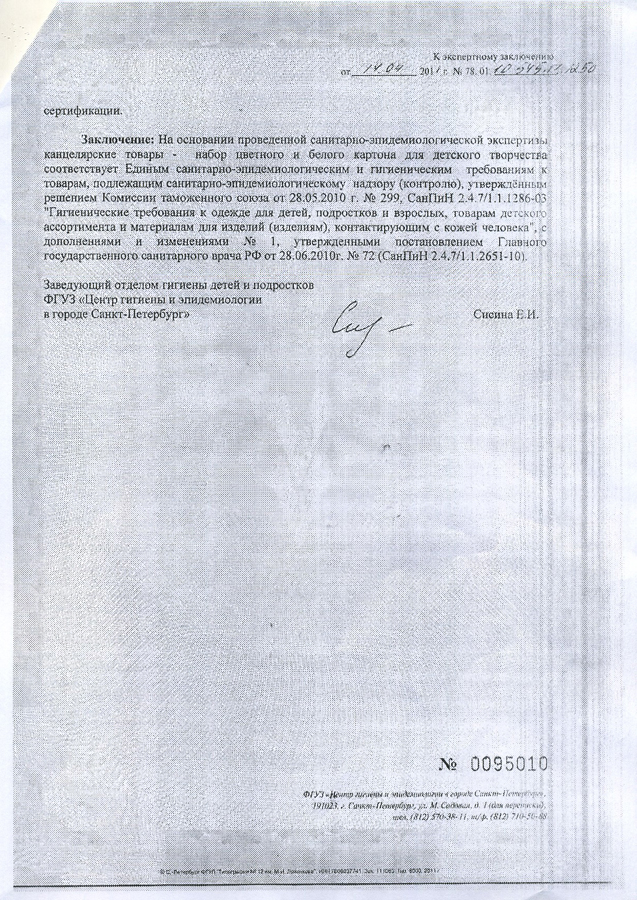 К экспертному заключению
от 14.04 2011 г. № 78.01.
сертификации.
Заключение: На основании проведенной санитарно-эпидемиологической экспертизы
канцелярские товары - набор цветного и белого картона для детского творчества
соответствует Единым санитарно-эпидемиологическим и гигиеническим требованиям к
товарам, подлежащим санитарно-эпидемиологическому надзору (контролю), утверждённым
решением Комиссии таможенного союза от 28.05.2010 г. № 299, СанПиН 2.4.7/1.1.1286-03
"Гигиенические требования к одежде для детей, подростков и взрослых, товарам детского
ассортимента и материалам для изделий (изделиям), контактирующим с кожей человека", с
дополнениями и изменениями № 1, утвержденными постановлением Главного
государственного санитарного врача РФ от 28.06.2010г. № 72 (СанПиН 2.4.7/1.1.2651-10).
Заведующий отделом гигиены детей и подростков
ФГУЗ «Центр гигиены и эпидемиологии
в городе Санкт-Петербург»
Сисина Е.И.
№ 0095010
ФГУЗ «Центр гигиены и эпидемиологии в городе Санкт-Петербург»,
191023, г. Санкт-Петербург, ул. М. Садовая, д. 1 (для переписки),
тел. (812) 570-38-11, т/ф. (812)